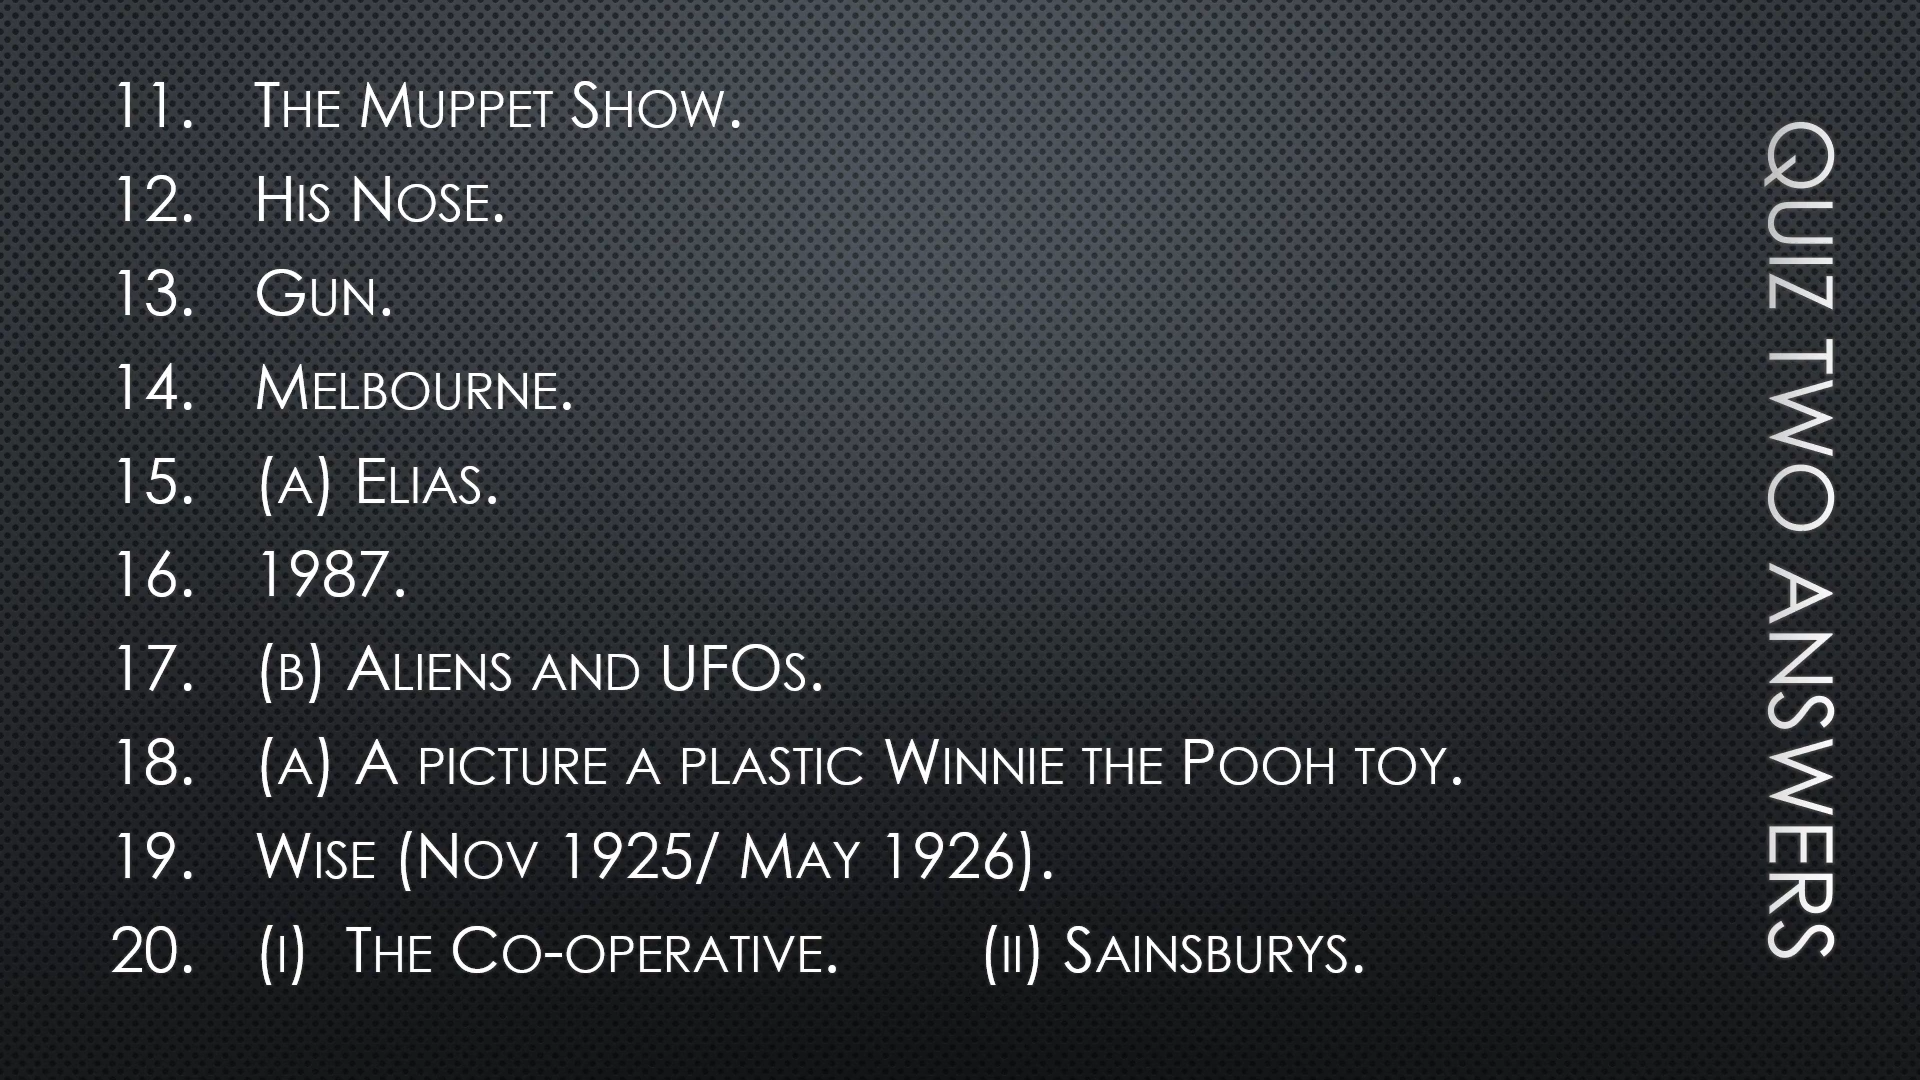 11. The Muppet Show.
12. His Nose.
13. Gun.
14. Melbourne.
15. (a) Elias.
16. 1987.
17. (b) Aliens and UFOs.
18. (a) A picture a plastic Winnie the Pooh toy.
19. Wise (Nov 1925/ May 1926).
20. (i) The Co-operative. (ii) Sainsburys.
QUIZ TWO ANSWERS